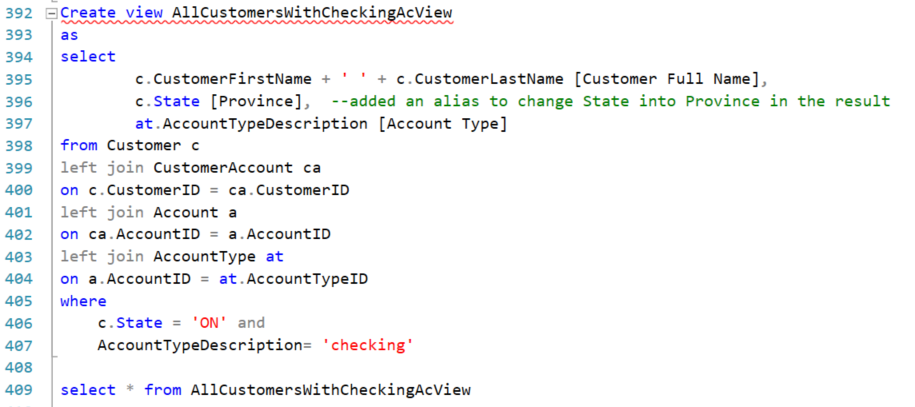 392 Create view AllCustomersWithCheckingAcView
393 as
394 select
395 c.CustomerFirstName + ' ' + c.CustomerLastName [Customer Full Name],
396 c.State [Province], --added an alias to change State into Province in the result
397 at.AccountTypeDescription [Account Type]
398 from Customer c
399 left join CustomerAccount ca
400 on c.CustomerID = ca.CustomerID
401 left join Account a
402 on ca.AccountID = a.AccountID
403 left join AccountType at
404 on a.AccountID = at.AccountTypeID
405 where
406 c.State = 'ON' and
407 AccountTypeDescription= 'checking'
408
409 select * from AllCustomersWithCheckingAcView